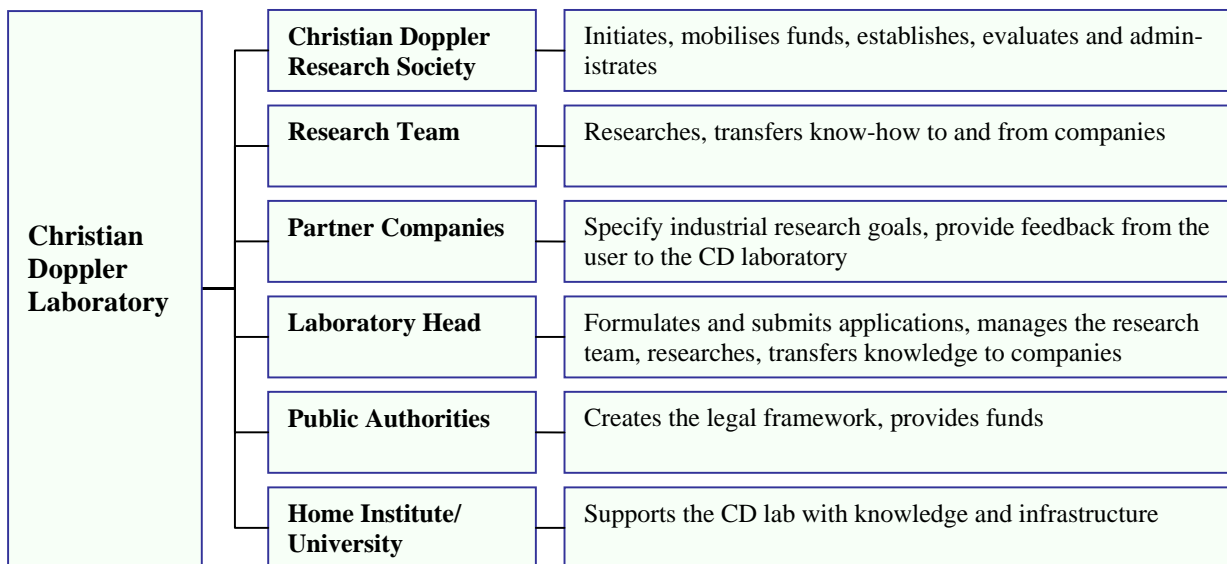 Christian
Doppler
Laboratory
Christian Doppler
Research Society
Initiates, mobilises funds, establishes, evaluates and admin-
istrates
Research Team
Researches, transfers know-how to and from companies
Partner Companies
Specify industrial research goals, provide feedback from the
user to the CD laboratory
Laboratory Head
Formulates and submits applications, manages the research
team, researches, transfers knowledge to companies
Public Authorities
Creates the legal framework, provides funds
Home Institute/
University
Supports the CD lab with knowledge and infrastructure